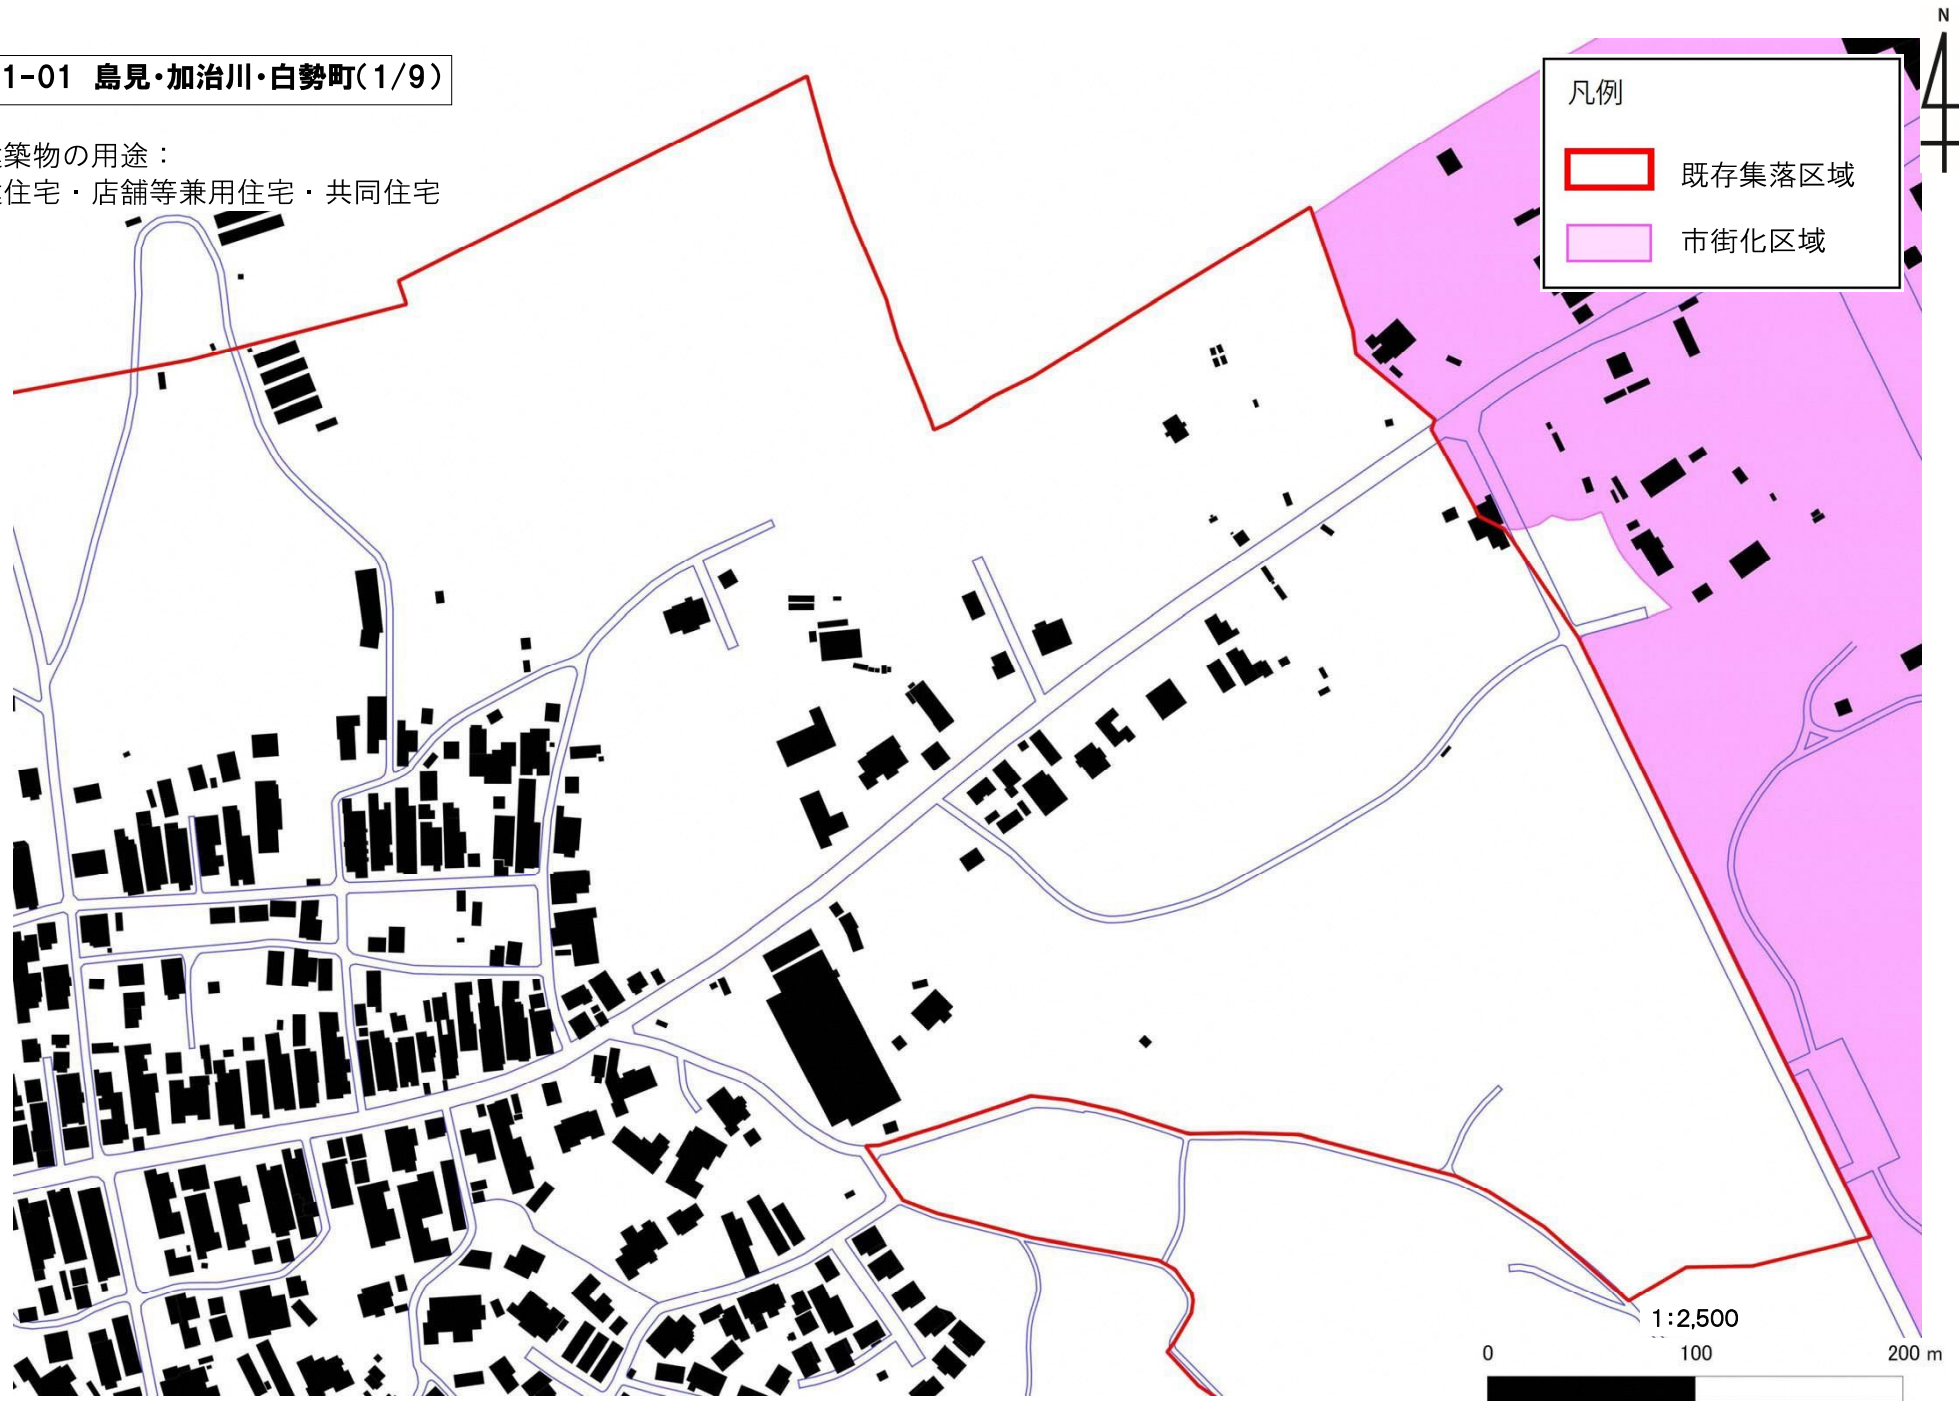 N
1-01 島見・加治川・白勢町(1/9)
築物の用途：
住宅・店舗等兼用住宅・共同住宅
凡例
既存集落区域
市街化区域
1:2,500
0 100 200 m